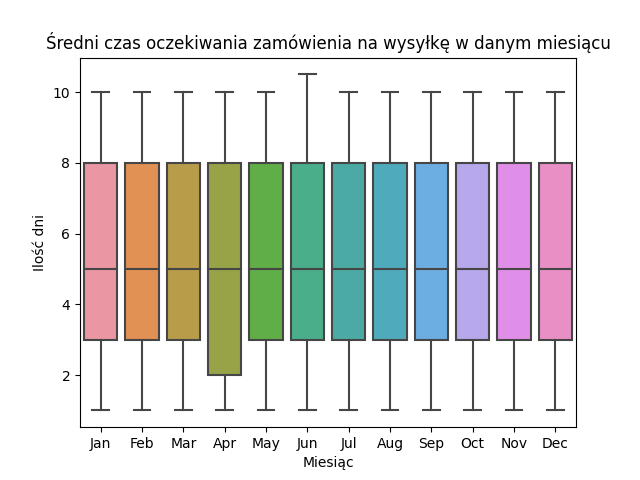 Średni czas oczekiwania zamówienia na wysyłkę w danym miesiącu
10
8
6
4
2
Ilość dni
Jan Feb Mar Apr May Jun Jul Aug Sep Oct Nov Dec
Miesiąc